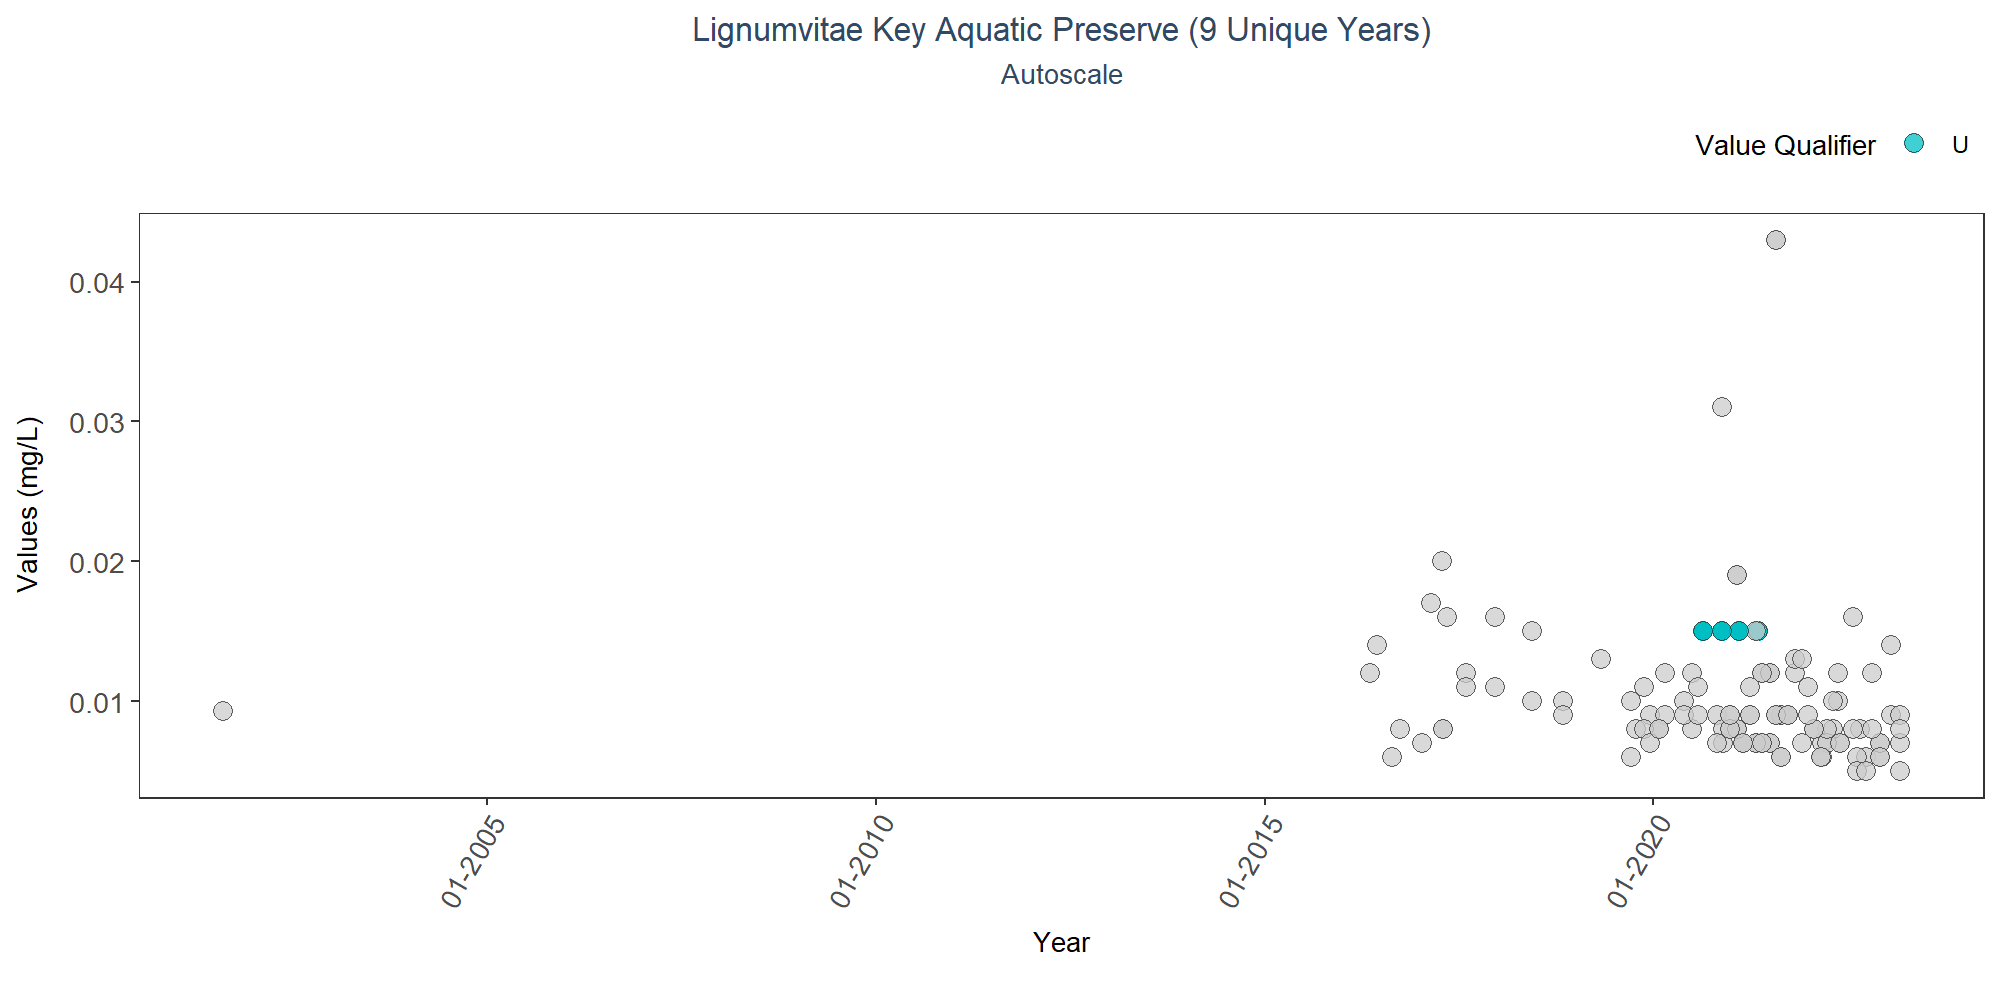 Lignumvitae Key Aquatic Preserve (9 Unique Years)
Autoscale
Value Qualifier U
Values (mg/L)
0.04
0.03
0.02
0.01
01-2005 01-2010 01-2015 01-2020
Year